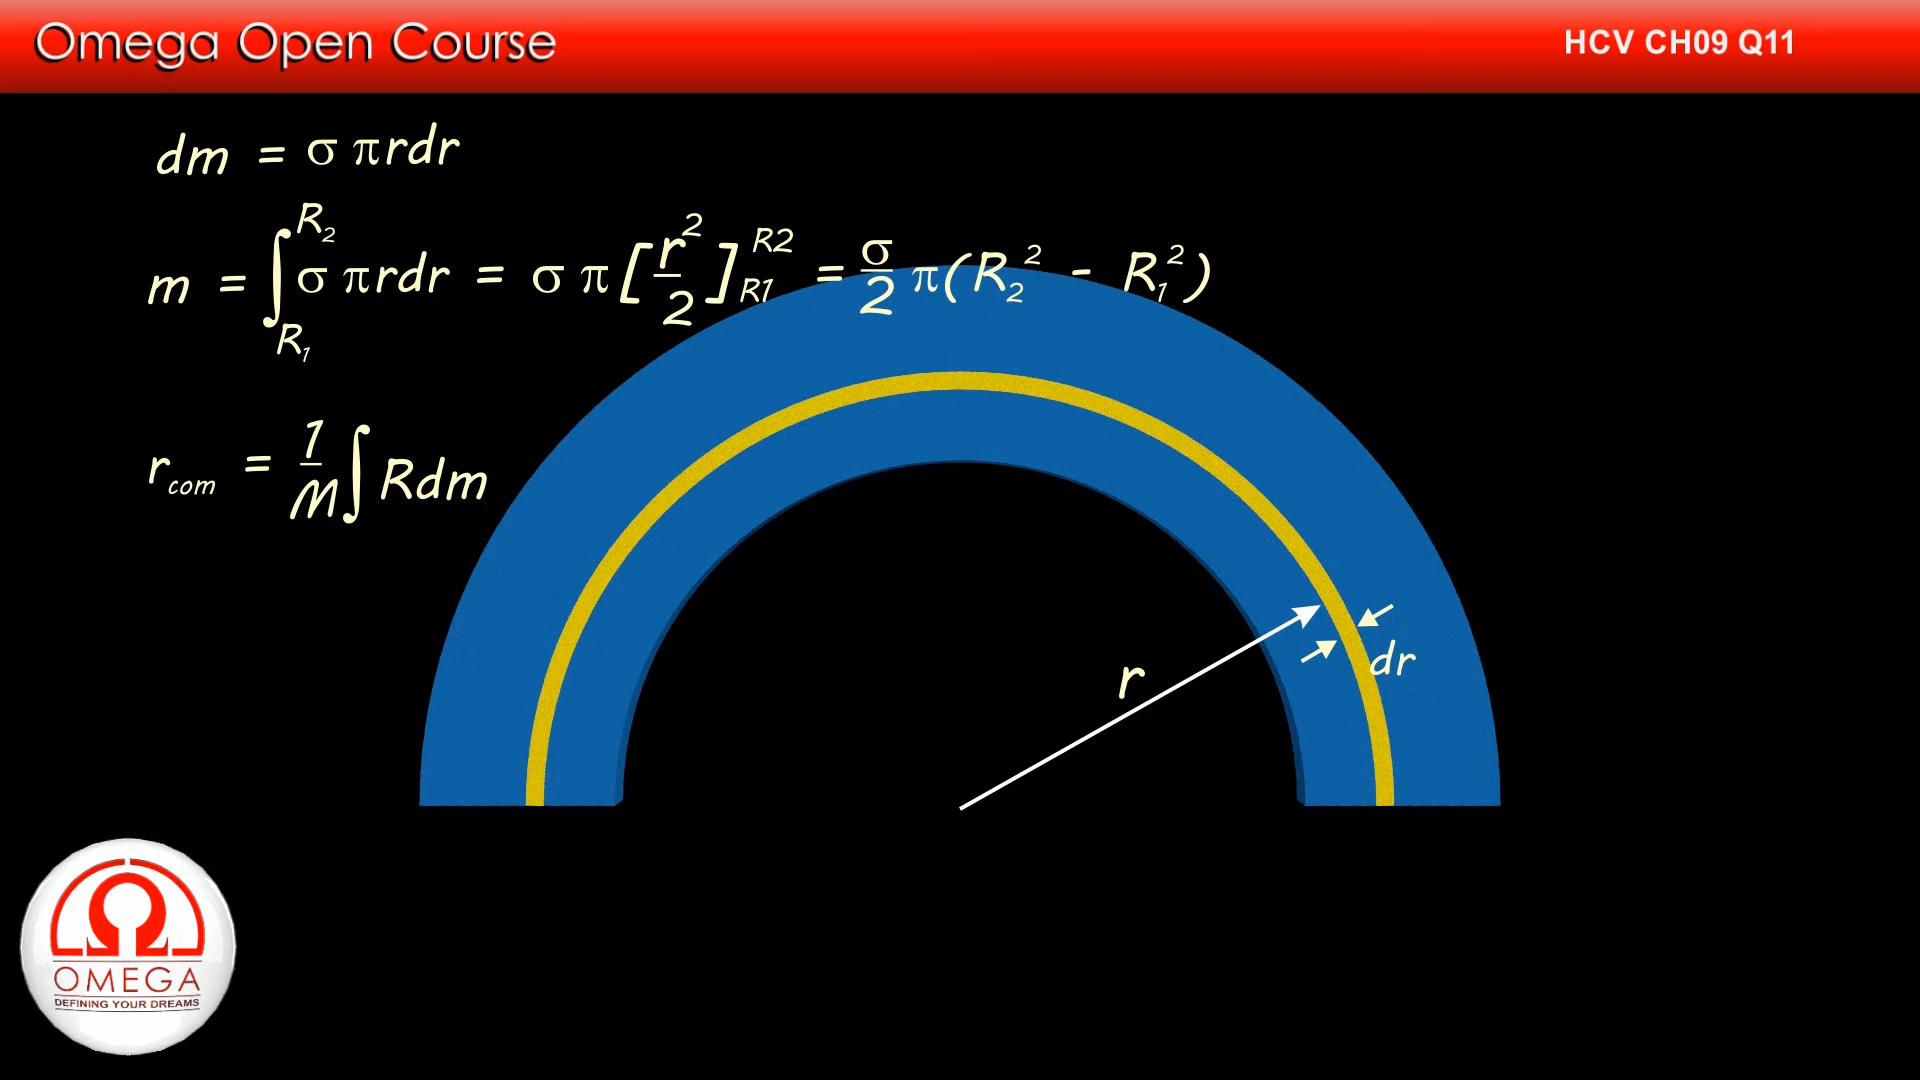 Omega Open Course
HCV CH09 Q11
dm = σ πrdr
m = ∫_{R₁}^{R₂} σ πrdr = σ π[r²/2]_{R1}^{R2} = σ/2 π(R₂² - R₁²)
r_com = 1/M ∫ Rdm
r
dr
OMEGA
DEFINING YOUR DREAMS